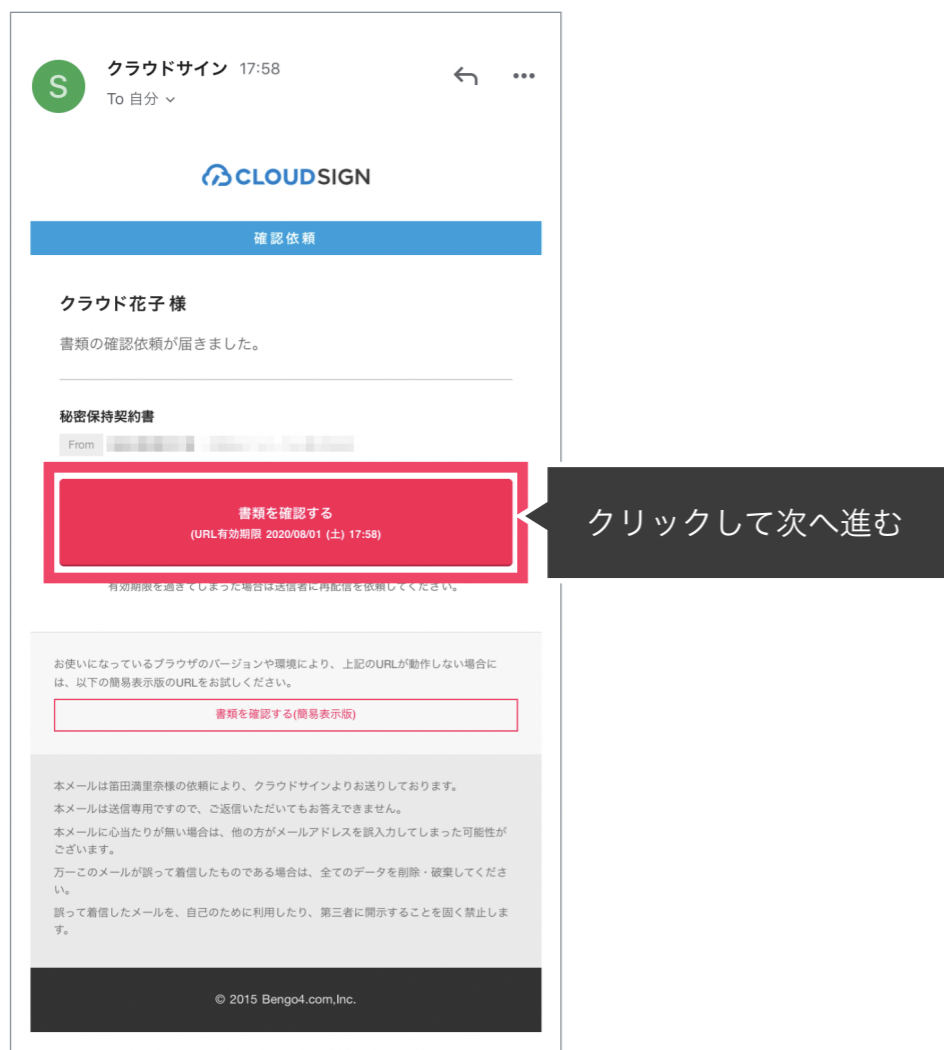 S
クラウドサイン 17:58
To 自分
CLOUDSIGN
確認依頼
クラウド花子 様
書類の確認依頼が届きました。
秘密保持契約書
From
書類を確認する
(URL有効期限 2020/08/01 (土) 17:58)
クリックして次へ進む
有効期限を過ぎてしまった場合は送信者に再配信を依頼してください。
お使いになっているブラウザのバージョンや環境により、上記のURLが動作しない場合に
は、以下の簡易表示版のURLをお試しください。
書類を確認する(簡易表示版)
本メールは笛田満里奈様の依頼により、クラウドサインよりお送りしております。
本メールは送信専用ですので、ご返信いただいてもお答えできません。
本メールに心当たりが無い場合は、他の方がメールアドレスを誤入力してしまった可能性が
ございます。
万一このメールが誤って着信したものである場合は、全てのデータを削除・破棄してくださ
い。
誤って着信したメールを、自己のために利用したり、第三者に開示することを固く禁止しま
す。
© 2015 Bengo4.com,Inc.